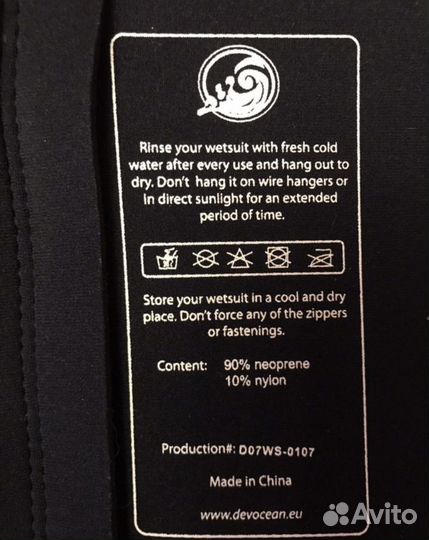 Rinse your wetsuit with fresh cold
water after every use and hang out to
dry. Don't hang it on wire hangers or
in direct sunlight for an extended
period of time.
Store your wetsuit in a cool and dry
place. Don't force any of the zippers
or fastenings.
Content: 90% neoprene
10% nylon
Production#: D07WS-0107
Made in China
www.devocean.eu
Avito